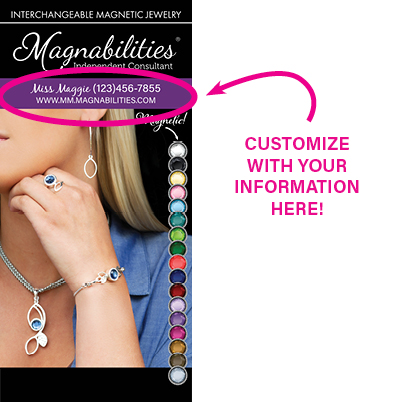 INTERCHANGEABLE MAGNETIC JEWELRY
Magnabilities®
Independent Consultant
Miss Maggie (123)456-7855
WWW.MM.MAGNABILITIES.COM
Magnetic!
CUSTOMIZE
WITH YOUR
INFORMATION
HERE!